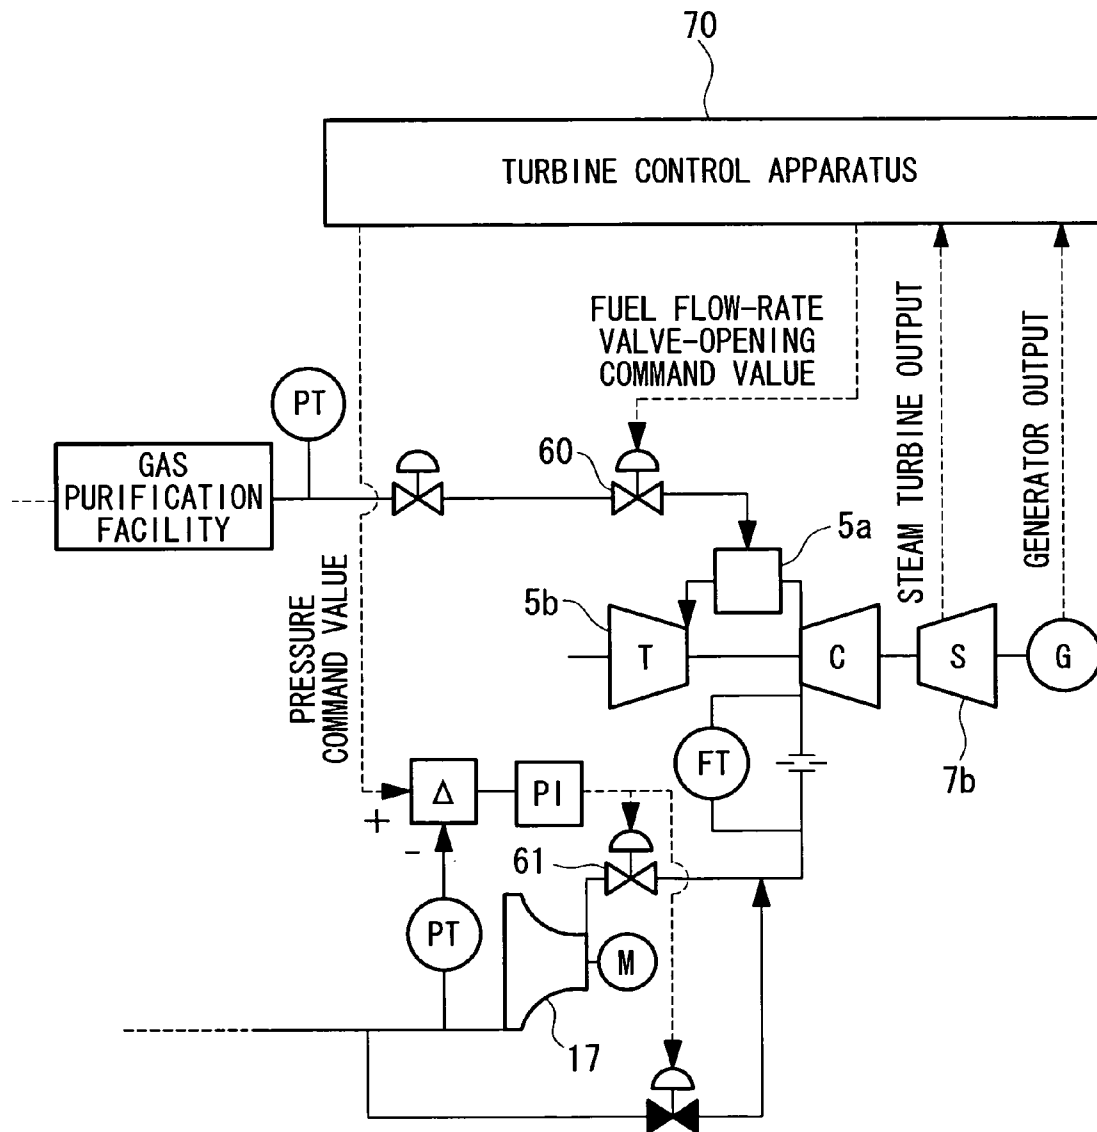 70
TURBINE CONTROL APPARATUS
FUEL FLOW-RATE
VALVE-OPENING
COMMAND VALUE
STEAM TURBINE OUTPUT
GENERATOR OUTPUT
PT
GAS
PURIFICATION
FACILITY
60
5a
5b
T
C
S
G
PRESSURE
COMMAND VALUE
FT
7b
Δ
PI
+
-
61
PT
M
17